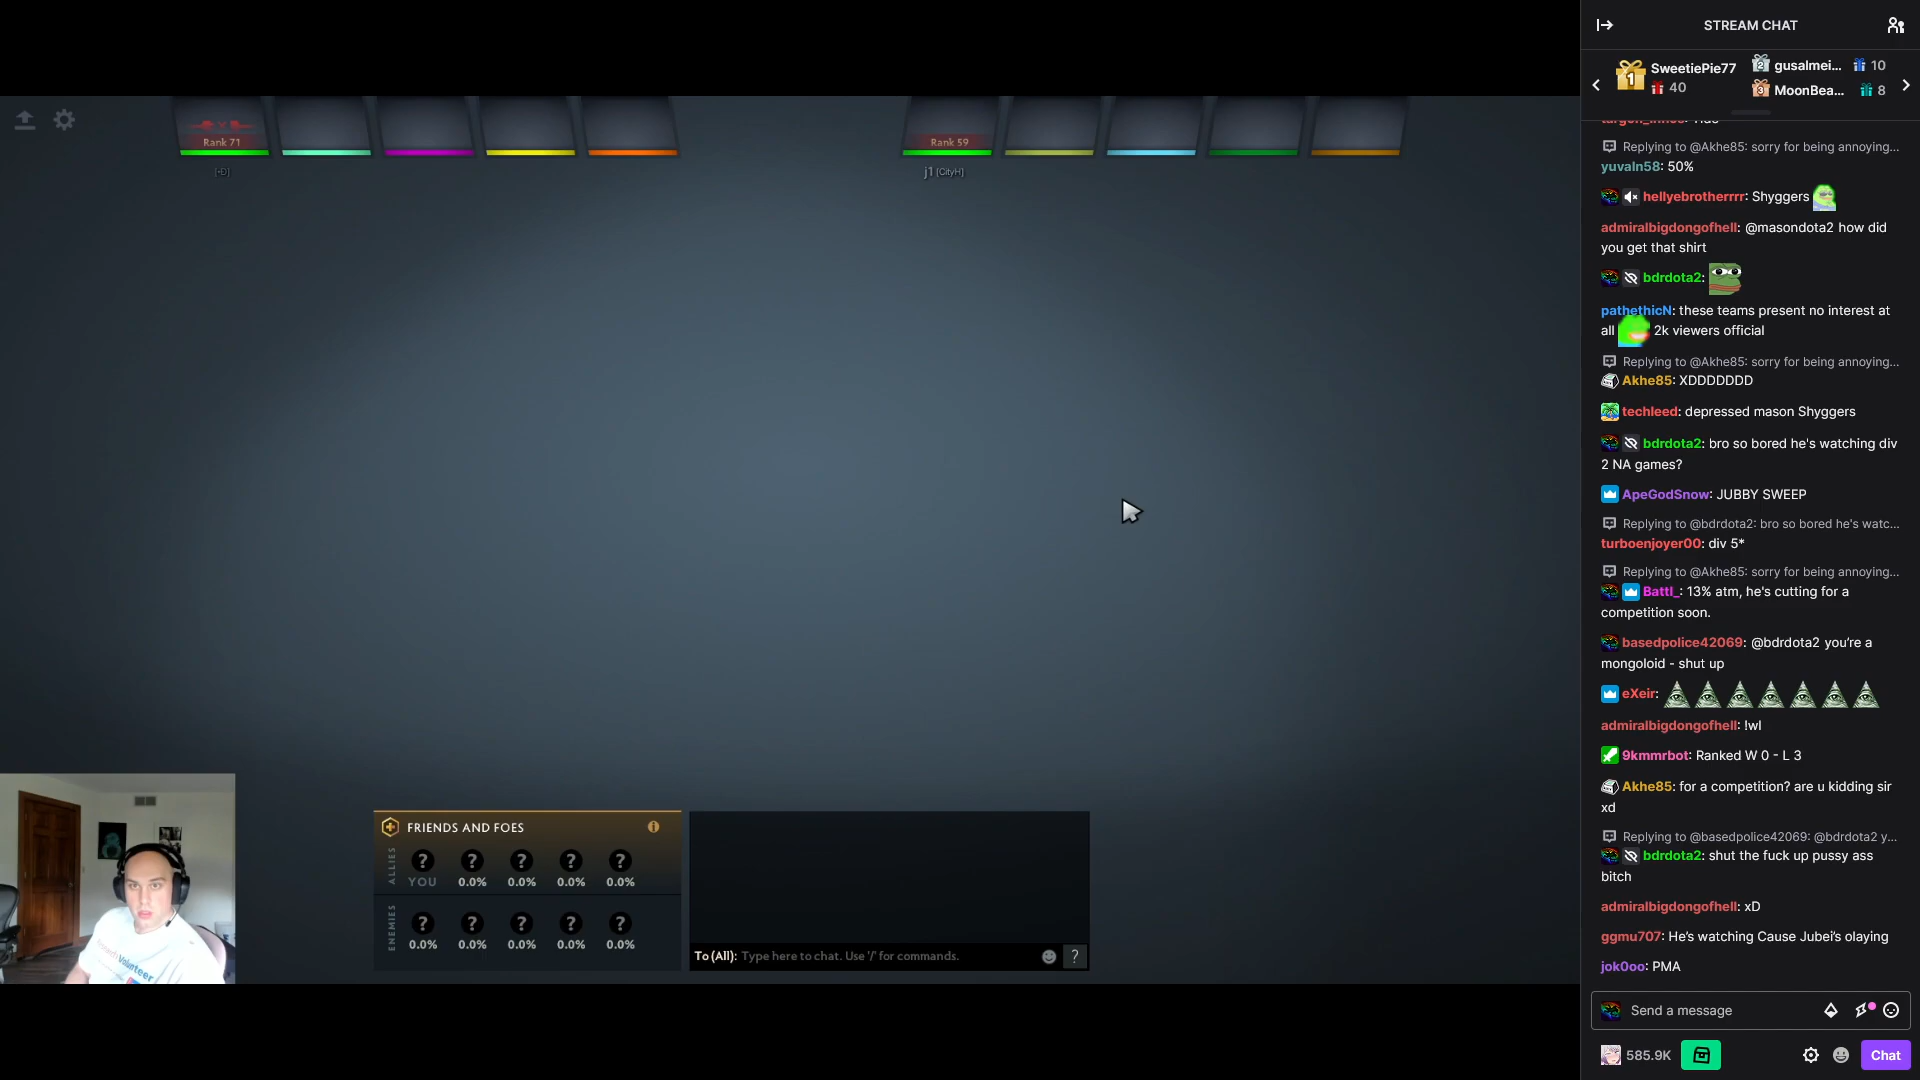 STREAM CHAT
SweetiePie77
40
gusalmei... 10
MoonBea... 8
Rank 71
[+D]
Rank 59
j1 [CityH]
Replying to @Akhe85: sorry for being annoying...
yuvaln58: 50%
hellyebrotherrrr: Shyggers
admiralbigdongofhell: @masondota2 how did
you get that shirt
bdrdota2:
pathethicN: these teams present no interest at
all 2k viewers official
Replying to @Akhe85: sorry for being annoying...
Akhe85: XDDDDDDD
techleed: depressed mason Shyggers
bdrdota2: bro so bored he's watching div
2 NA games?
ApeGodSnow: JUBBY SWEEP
Replying to @bdrdota2: bro so bored he's watc...
turboenjoyer00: div 5*
Replying to @Akhe85: sorry for being annoying...
Battl_: 13% atm, he's cutting for a
competition soon.
basedpolice42069: @bdrdota2 you're a
mongoloid - shut up
eXeir:
admiralbigdongofhell: !wl
9kmmrbot: Ranked W 0 - L 3
Akhe85: for a competition? are u kidding sir
xd
Replying to @basedpolice42069: @bdrdota2 y...
bdrdota2: shut the fuck up pussy ass
bitch
admiralbigdongofhell: xD
ggmu707: He's watching Cause Jubei's olaying
jok0oo: PMA
Send a message
585.9K
Chat
FRIENDS AND FOES
ALLIES
? ? ? ? ?
YOU 0.0% 0.0% 0.0% 0.0%
ENEMIES
? ? ? ? ?
0.0% 0.0% 0.0% 0.0% 0.0%
To (All): Type here to chat. Use '/' for commands.
?
Volunteer